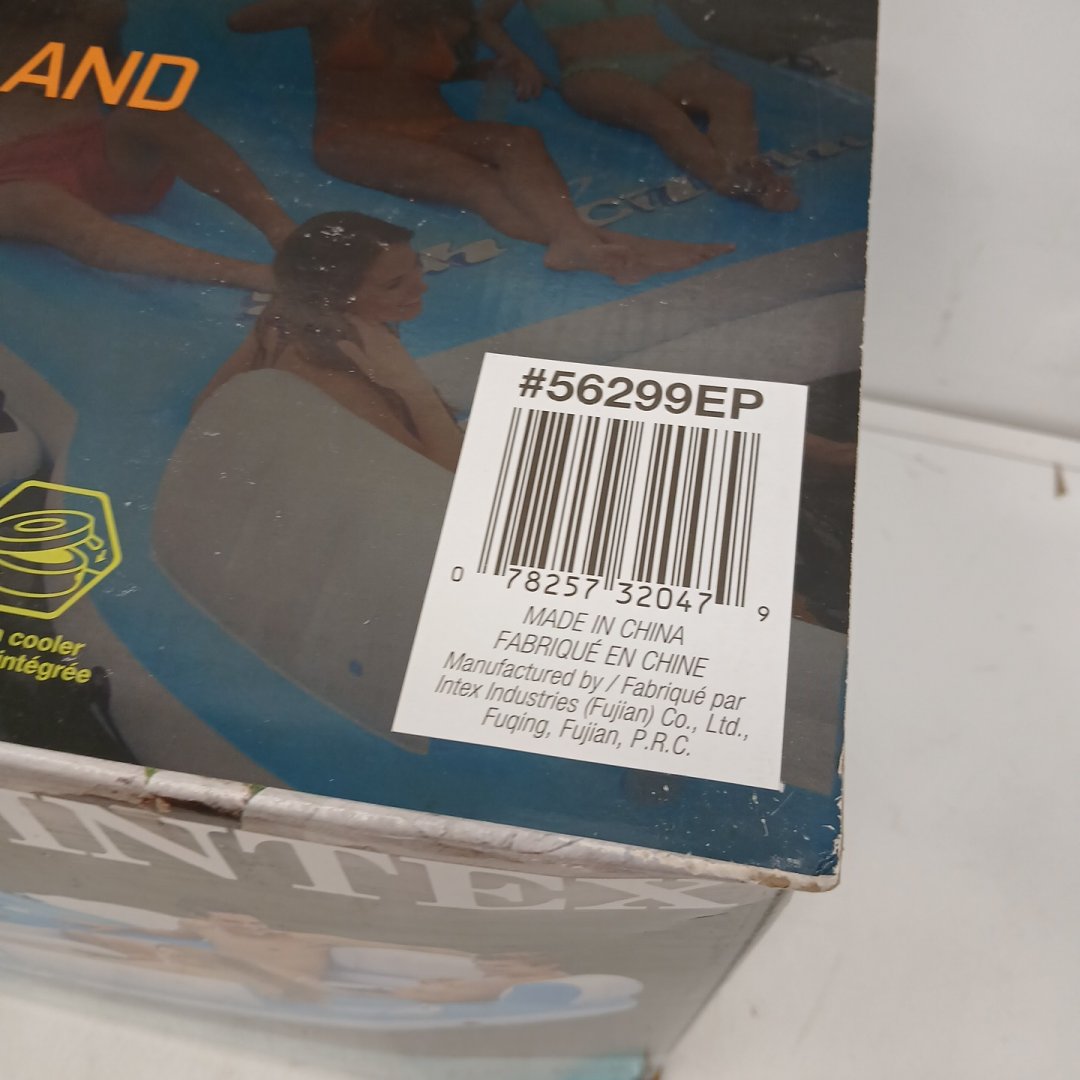 AND
#56299EP
0 78257 32047 9
MADE IN CHINA
FABRIQUÉ EN CHINE
Manufactured by / Fabriqué par
Intex Industries (Fujian) Co., Ltd.,
Fuqing, Fujian, P.R.C.
cooler
intégrée
INTEX